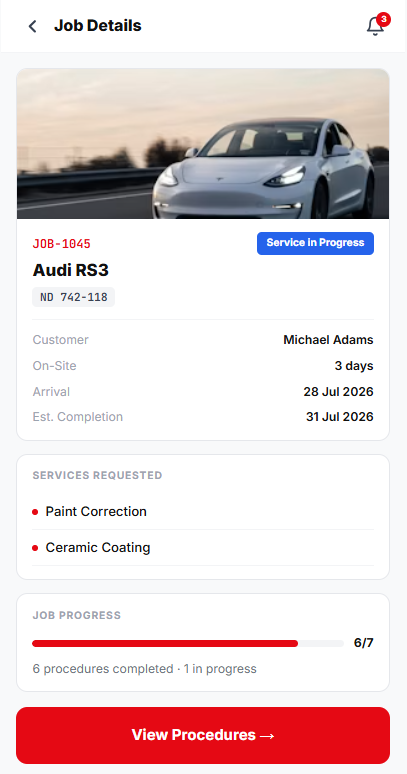 Job Details
3
JOB-1045
Service in Progress
Audi RS3
ND 742-118
Customer Michael Adams
On-Site 3 days
Arrival 28 Jul 2026
Est. Completion 31 Jul 2026
SERVICES REQUESTED
Paint Correction
Ceramic Coating
JOB PROGRESS
6/7
6 procedures completed · 1 in progress
View Procedures →